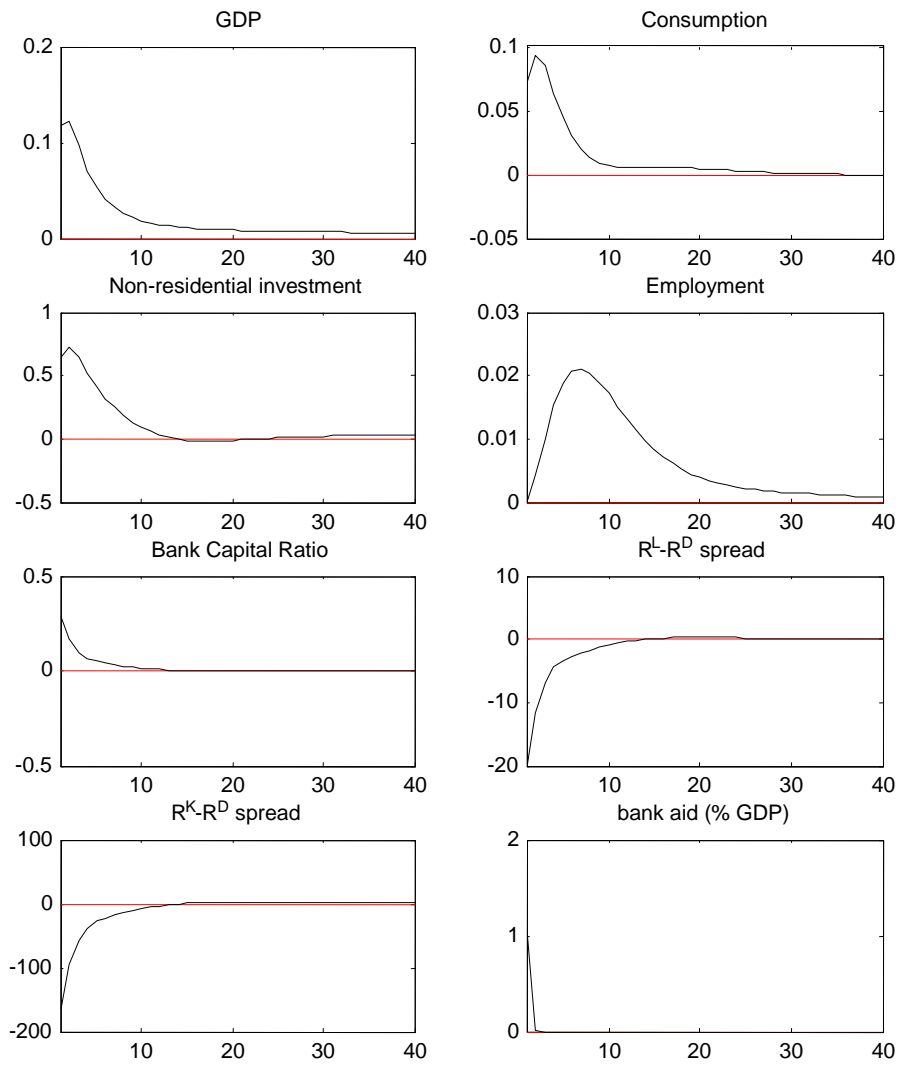 GDP
0.2
0.1
0
10 20 30 40
Consumption
0.1
0.05
0
-0.05
10 20 30 40
Non-residential investment
1
0.5
0
-0.5
10 20 30 40
Employment
0.03
0.02
0.01
0
10 20 30 40
Bank Capital Ratio
0.5
0
-0.5
10 20 30 40
R^L-R^D spread
10
0
-10
-20
10 20 30 40
R^K-R^D spread
100
0
-100
-200
10 20 30 40
bank aid (% GDP)
2
1
0
10 20 30 40